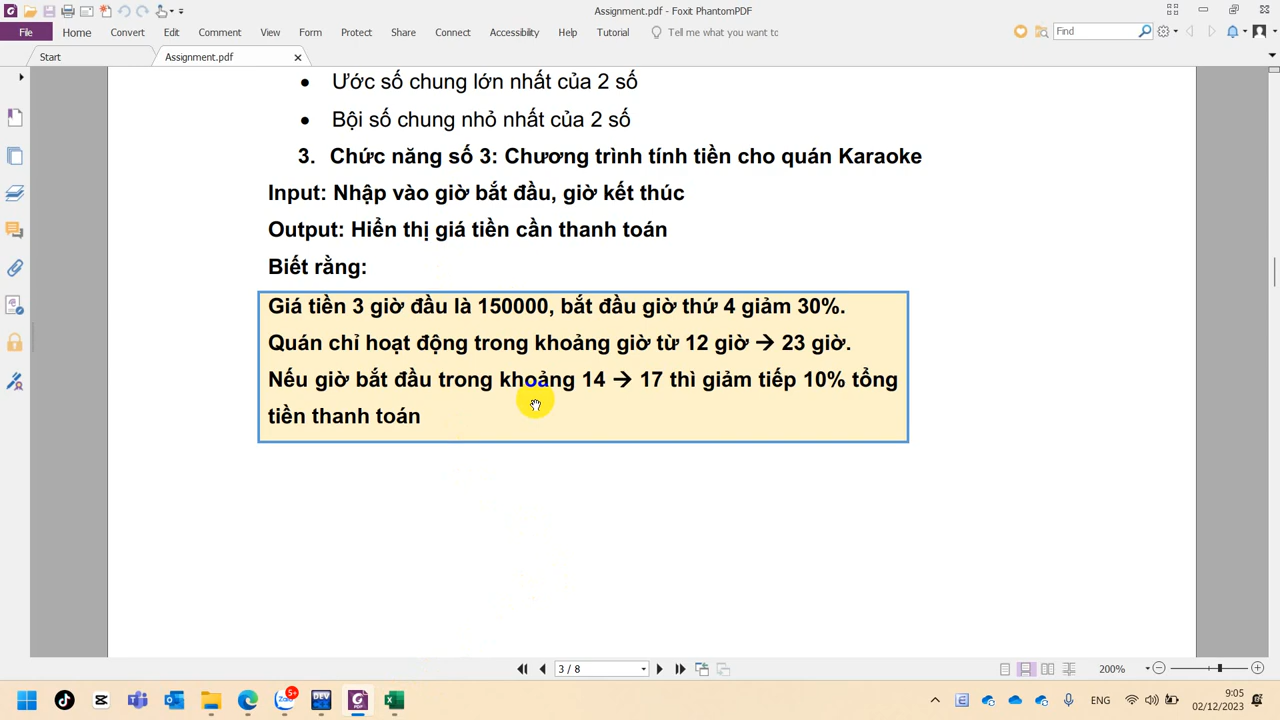 Assignment.pdf - Foxit PhantomPDF
File Home Convert Edit Comment View Form Protect Share Connect Accessibility Help Tutorial Tell me what you want to Find
Start Assignment.pdf
• Ước số chung lớn nhất của 2 số
• Bội số chung nhỏ nhất của 2 số
3. Chức năng số 3: Chương trình tính tiền cho quán Karaoke
Input: Nhập vào giờ bắt đầu, giờ kết thúc
Output: Hiển thị giá tiền cần thanh toán
Biết rằng:
Giá tiền 3 giờ đầu là 150000, bắt đầu giờ thứ 4 giảm 30%.
Quán chỉ hoạt động trong khoảng giờ từ 12 giờ → 23 giờ.
Nếu giờ bắt đầu trong khoảng 14 → 17 thì giảm tiếp 10% tổng
tiền thanh toán
3 / 8 200%
5+ Zalo DEV PDF ENG 9:05
02/12/2023